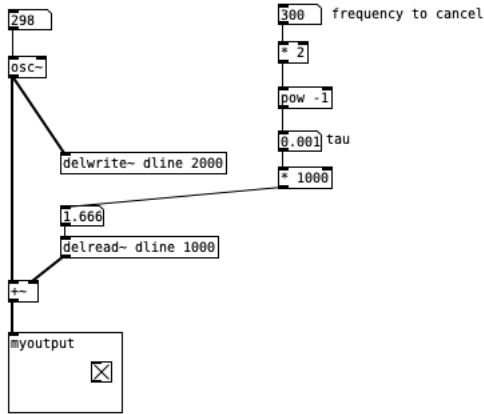 298
300
frequency to cancel
* 2
osc~
pow -1
0.001
tau
delwrite~ dline 2000
* 1000
1.666
delread~ dline 1000
+~
myoutput